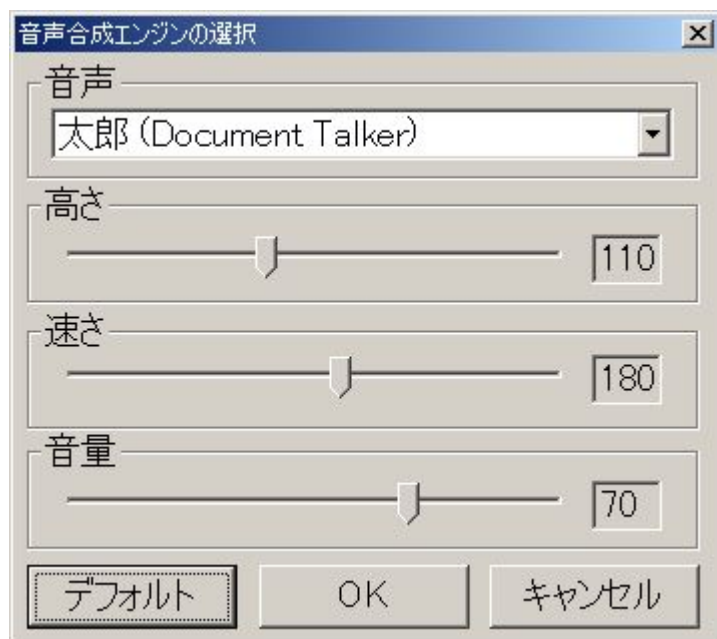 音声合成エンジンの選択
音声
太郎 (Document Talker)
高さ
110
速さ
180
音量
70
デフォルト
OK
キャンセル